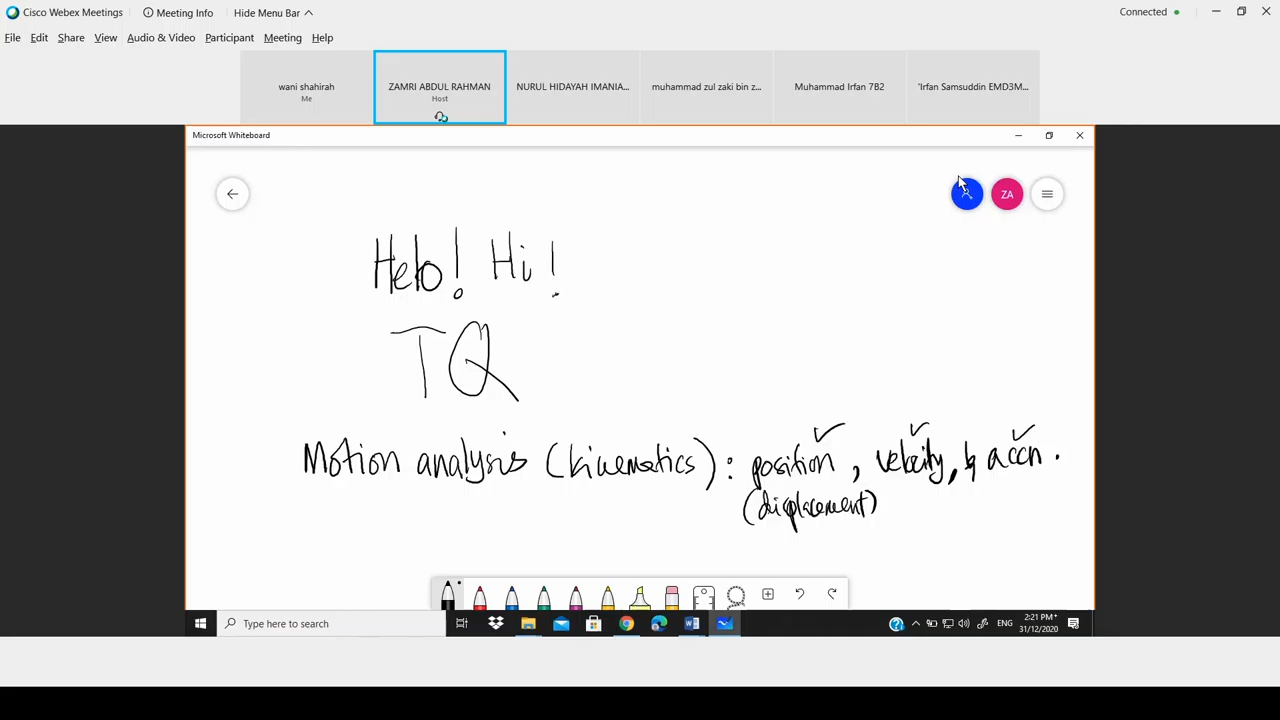 Cisco Webex Meetings Meeting Info Hide Menu Bar Connected
File Edit Share View Audio & Video Participant Meeting Help
wani shahirah ZAMRI ABDUL RAHMAN NURUL HIDAYAH IMANIA... muhammad zul zaki bin z... Muhammad Irfan 7B2 'Irfan Samsuddin EMD3M...
Me Host
Microsoft Whiteboard
ZA
Helo! Hi!
TQ
Motion analysis (kinematics): position, velocity, & accn.
(displacement)
Type here to search ENG 2:21 PM
31/12/2020